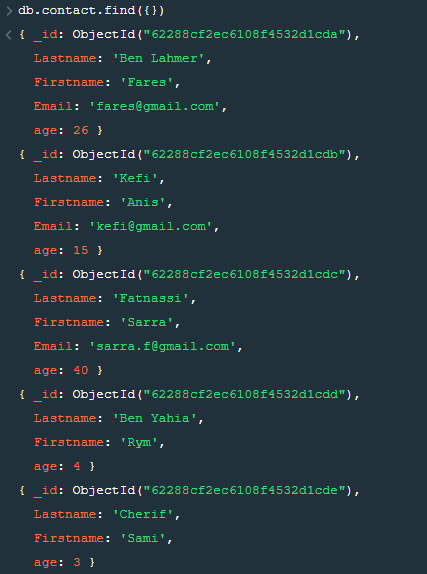 > db.contact.find({})
< { _id: ObjectId("62288cf2ec6108f4532d1cda"),
Lastname: 'Ben Lahmer',
Firstname: 'Fares',
Email: 'fares@gmail.com',
age: 26 }
{ _id: ObjectId("62288cf2ec6108f4532d1cdb"),
Lastname: 'Kefi',
Firstname: 'Anis',
Email: 'kefi@gmail.com',
age: 15 }
{ _id: ObjectId("62288cf2ec6108f4532d1cdc"),
Lastname: 'Fatnassi',
Firstname: 'Sarra',
Email: 'sarra.f@gmail.com',
age: 40 }
{ _id: ObjectId("62288cf2ec6108f4532d1cdd"),
Lastname: 'Ben Yahia',
Firstname: 'Rym',
age: 4 }
{ _id: ObjectId("62288cf2ec6108f4532d1cde"),
Lastname: 'Cherif',
Firstname: 'Sami',
age: 3 }